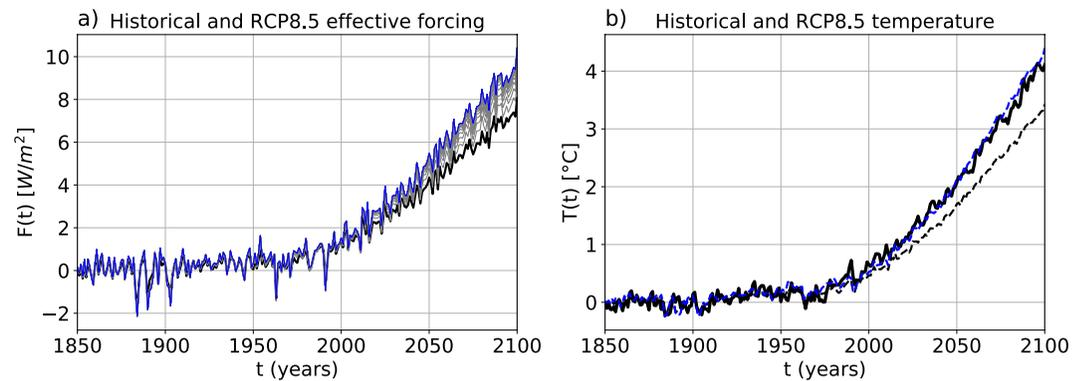 a) Historical and RCP8.5 effective forcing
F(t) [W/m²]
10
8
6
4
2
0
−2
1850 1900 1950 2000 2050 2100
t (years)
b) Historical and RCP8.5 temperature
T(t) [°C]
4
3
2
1
0
1850 1900 1950 2000 2050 2100
t (years)